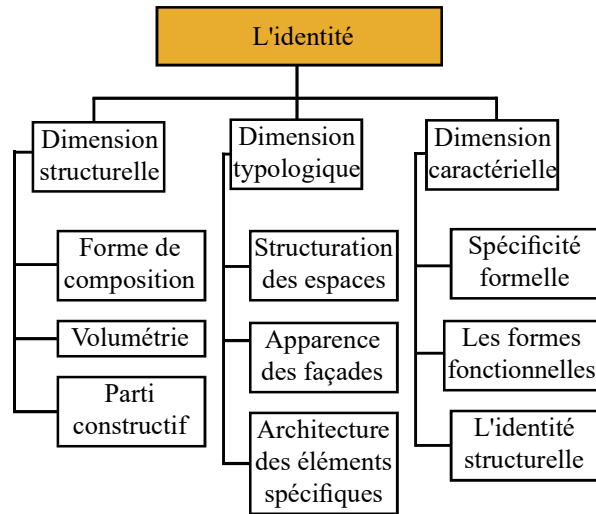 L'identité
Dimension
structurelle
Forme de
composition
Volumétrie
Parti
constructif
Dimension
typologique
Structuration
des espaces
Apparence
des façades
Architecture
des éléments
spécifiques
Dimension
caractérielle
Spécificité
formelle
Les formes
fonctionnelles
L'identité
structurelle